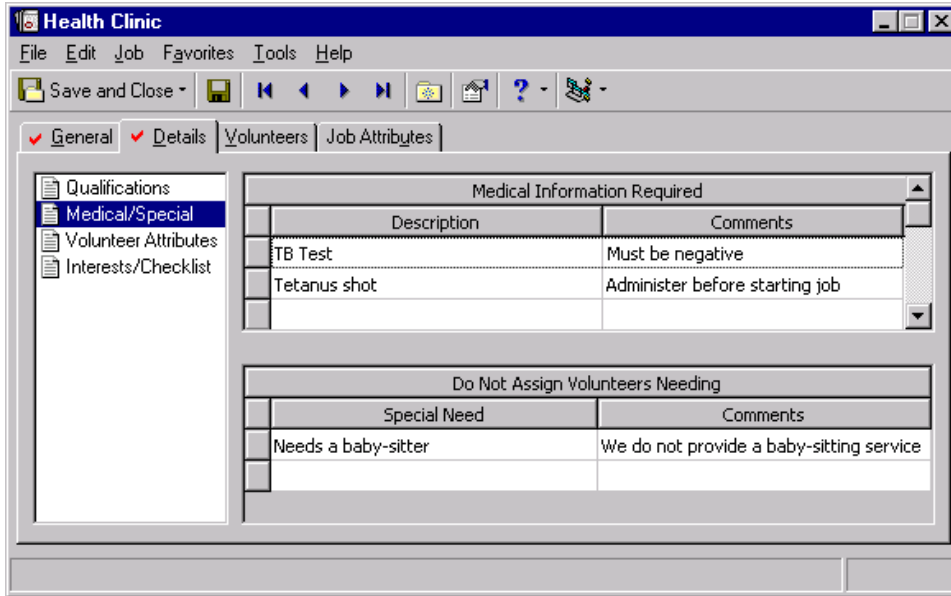 Health Clinic
File Edit Job Favorites Tools Help
Save and Close ?
General Details Volunteers Job Attributes
Qualifications
Medical/Special
Volunteer Attributes
Interests/Checklist
Medical Information Required
Description Comments
TB Test Must be negative
Tetanus shot Administer before starting job
Do Not Assign Volunteers Needing
Special Need Comments
Needs a baby-sitter We do not provide a baby-sitting service